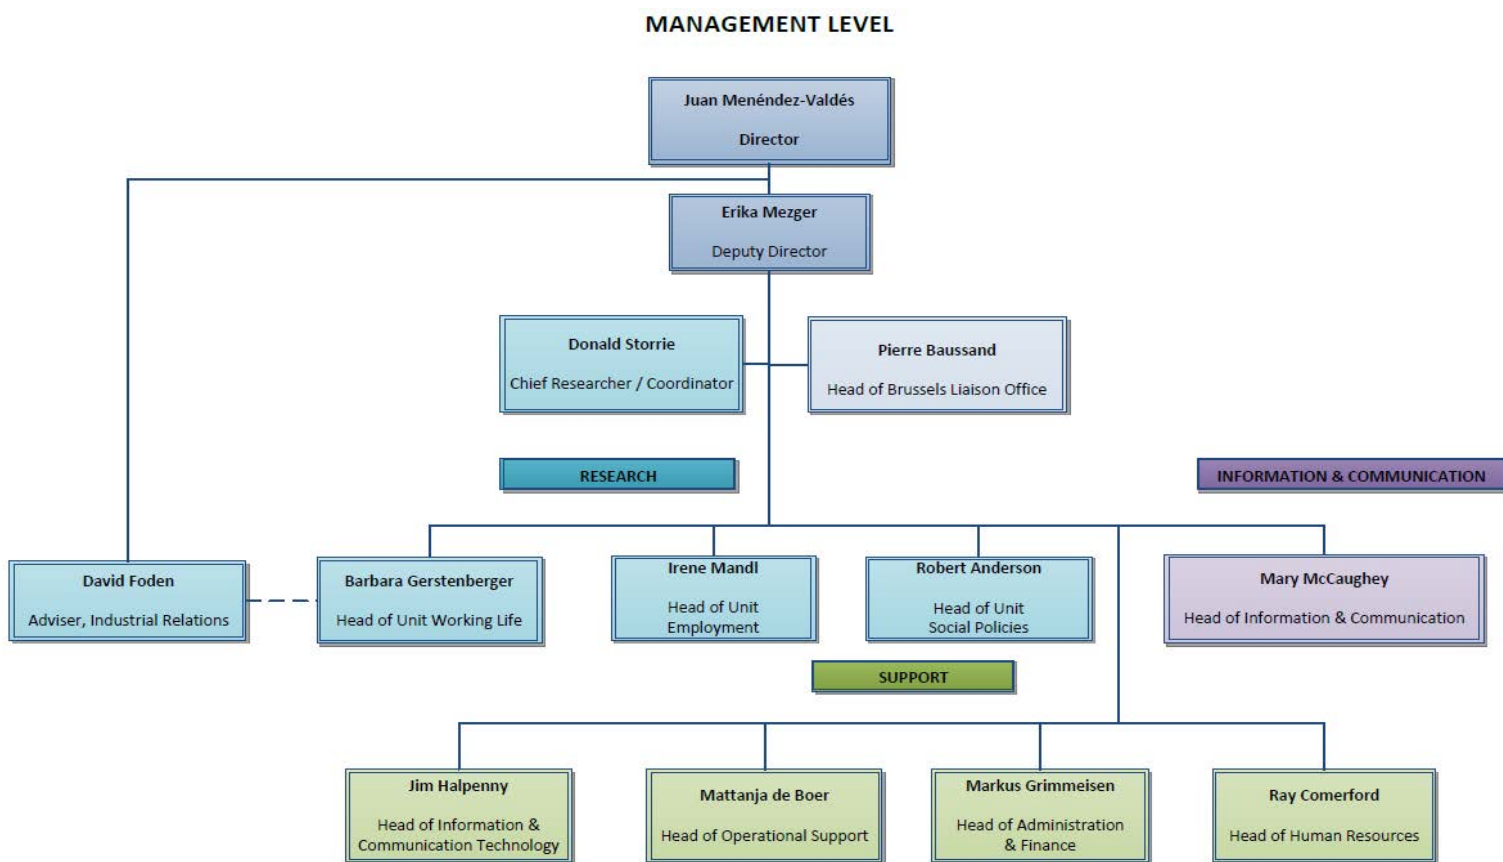 MANAGEMENT LEVEL
Juan Menéndez-Valdés
Director
Erika Mezger
Deputy Director
Donald Storrie
Chief Researcher / Coordinator
Pierre Baussand
Head of Brussels Liaison Office
RESEARCH
INFORMATION & COMMUNICATION
David Foden
Adviser, Industrial Relations
Barbara Gerstenberger
Head of Unit Working Life
Irene Mandl
Head of Unit
Employment
Robert Anderson
Head of Unit
Social Policies
Mary McCaughey
Head of Information & Communication
SUPPORT
Jim Halpenny
Head of Information &
Communication Technology
Mattanja de Boer
Head of Operational Support
Markus Grimmeisen
Head of Administration
& Finance
Ray Comerford
Head of Human Resources